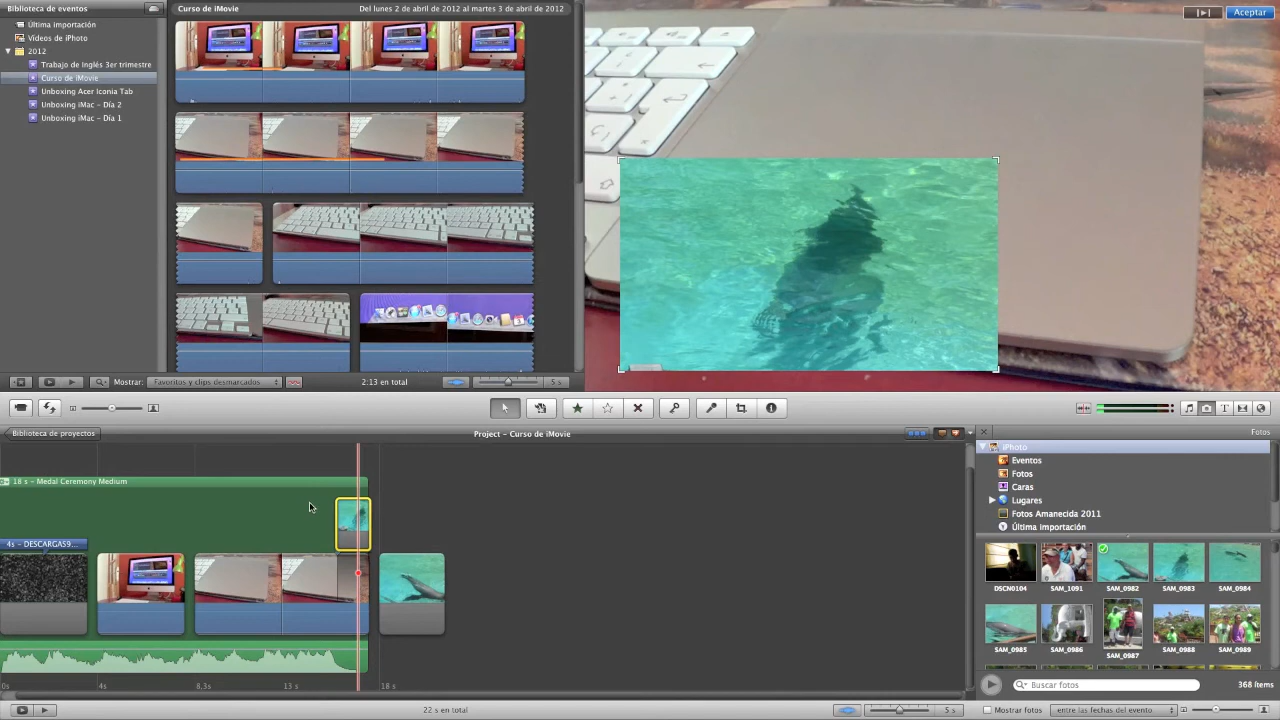 Biblioteca de eventos
Última importación
Vídeos de iPhoto
2012
Trabajo de Inglés 3er trimestre
Curso de iMovie
Unboxing Acer Iconia Tab
Unboxing iMac - Día 2
Unboxing iMac - Día 1
Curso de iMovie
Del lunes 2 de abril de 2012 al martes 3 de abril de 2012
Aceptar
Mostrar:
Favoritos y clips desmarcados
2:13 en total
5 s
Biblioteca de proyectos
Project - Curso de iMovie
18 s - Medal Ceremony Medium
4s - DESCARGAS9...
0s
4s
8,3s
13 s
18 s
22 s en total
5 s
Fotos
iPhoto
Eventos
Fotos
Caras
Lugares
Fotos Amanecida 2011
Última importación
DSCN0104
SAM_1091
SAM_0982
SAM_0983
SAM_0984
SAM_0985
SAM_0986
SAM_0987
SAM_0988
SAM_0989
Buscar fotos
368 ítems
Mostrar fotos
entre las fechas del evento